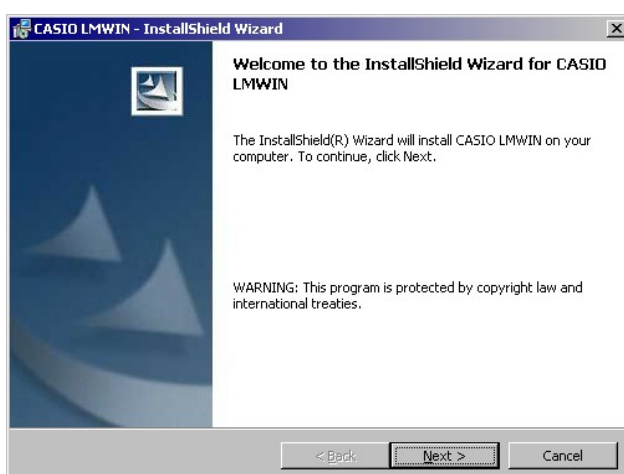 CASIO LMWIN - InstallShield Wizard
Welcome to the InstallShield Wizard for CASIO
LMWIN
The InstallShield(R) Wizard will install CASIO LMWIN on your
computer. To continue, click Next.
WARNING: This program is protected by copyright law and
international treaties.
< Back Next > Cancel